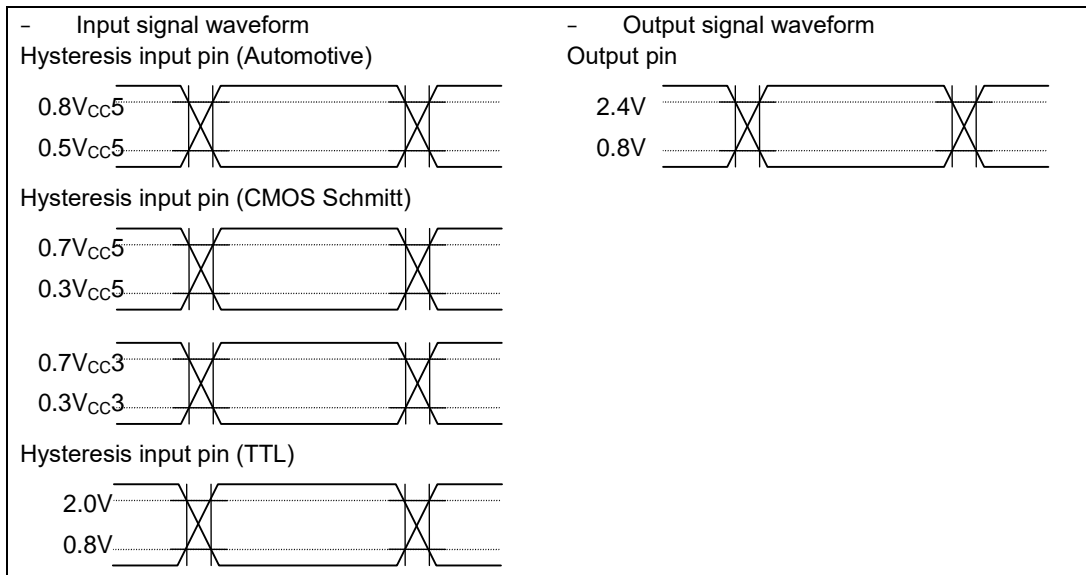 − Input signal waveform
Hysteresis input pin (Automotive)
0.8VCC5
0.5VCC5
Hysteresis input pin (CMOS Schmitt)
0.7VCC5
0.3VCC5
0.7VCC3
0.3VCC3
Hysteresis input pin (TTL)
2.0V
0.8V
− Output signal waveform
Output pin
2.4V
0.8V